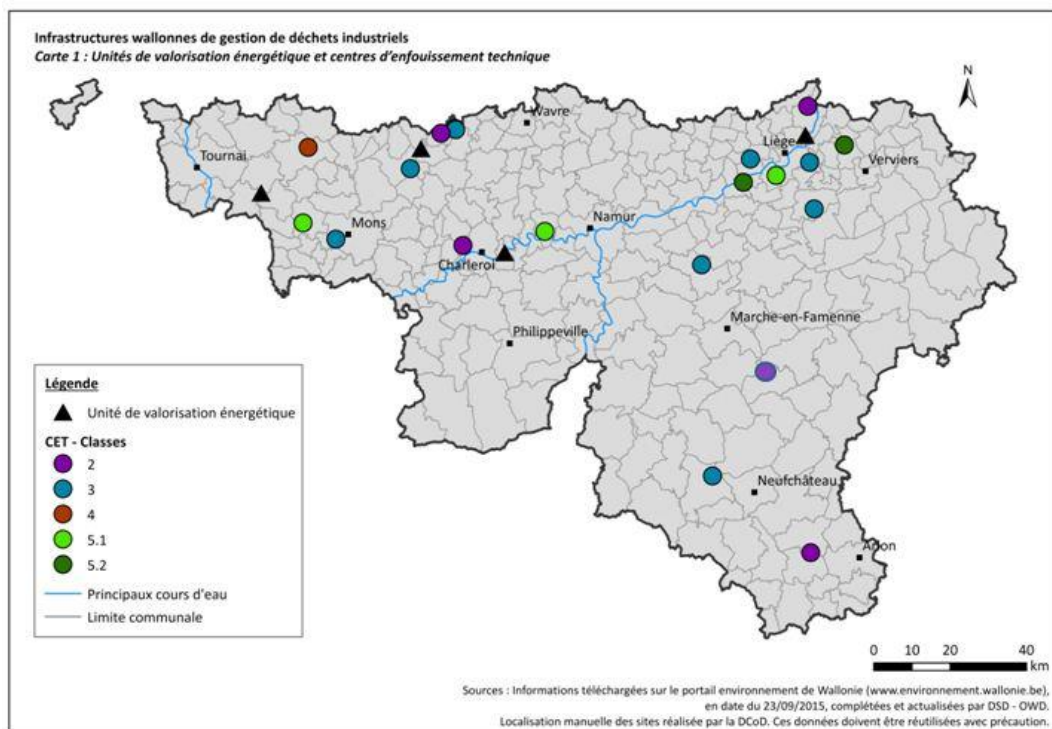 Infrastructures wallonnes de gestion de déchets industriels
Carte 1 : Unités de valorisation énergétique et centres d'enfouissement technique
N
Wavre
Liège
Tournai
Verviers
Mons
Namur
Charleroi
Marche-en-Famenne
Philippeville
Légende
Unité de valorisation énergétique
CET - Classes
2
3
4
5.1
5.2
Principaux cours d'eau
Limite communale
Neufchâteau
Arlon
0 10 20 40
km
Sources : Informations téléchargées sur le portail environnement de Wallonie (www.environnement.wallonie.be),
en date du 23/09/2015, complétées et actualisées par DSD - OWD.
Localisation manuelle des sites réalisée par la DCoD. Ces données doivent être réutilisées avec précaution.